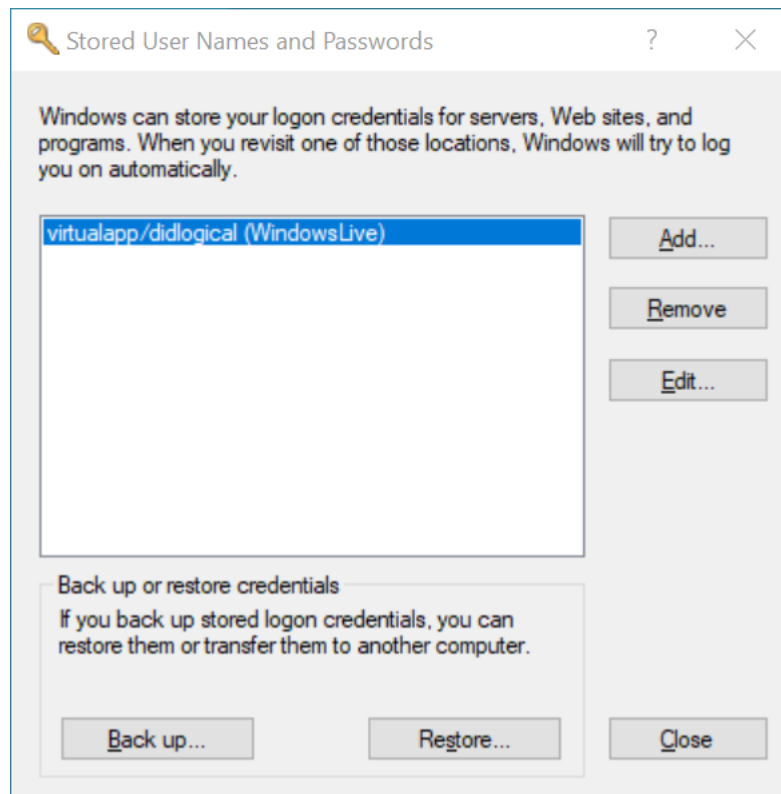 Stored User Names and Passwords
Windows can store your logon credentials for servers, Web sites, and
programs. When you revisit one of those locations, Windows will try to log
you on automatically.
virtualapp/didlogical (WindowsLive)
Add...
Remove
Edit...
Back up or restore credentials
If you back up stored logon credentials, you can
restore them or transfer them to another computer.
Back up...
Restore...
Close